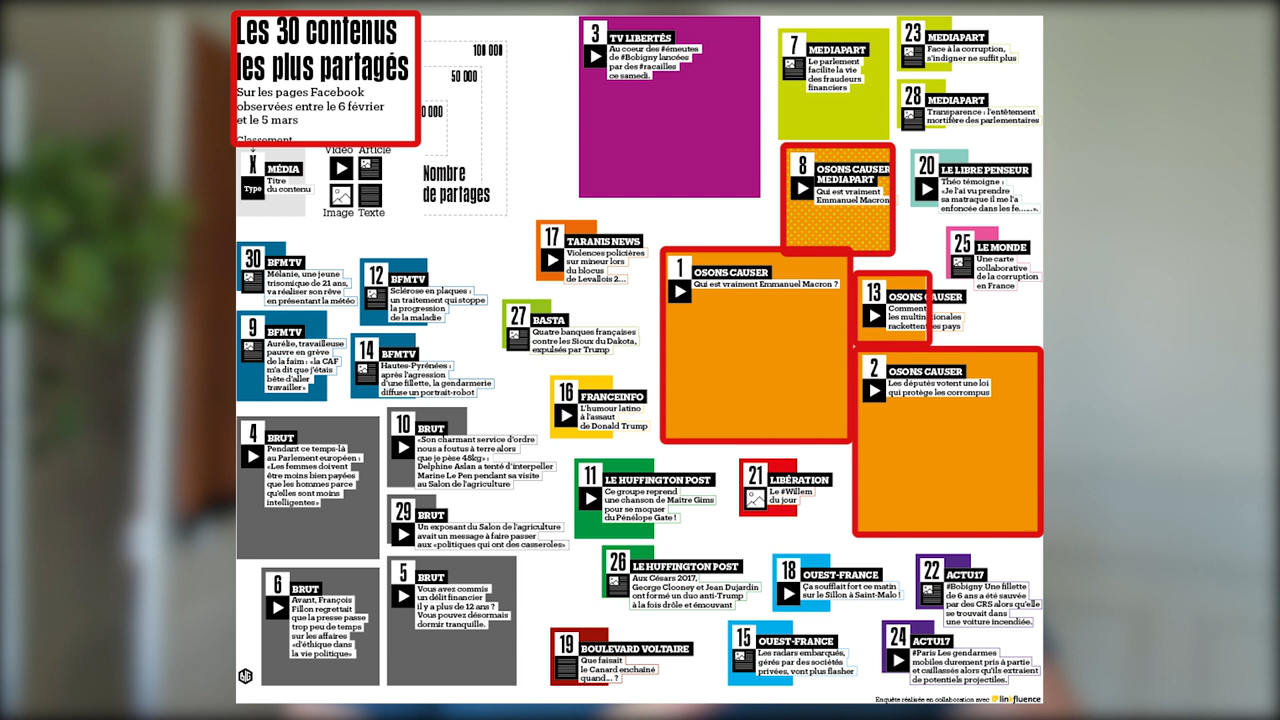 Les 30 contenus
les plus partagés
Sur les pages Facebook
observées entre le 6 février
et le 5 mars
Classement
X
MÉDIA
Type
Titre
du contenu
Vidéo Article
Image Texte
100 000
50 000
0 000
Nombre
de partages
3
TV LIBERTÉS
Au coeur des #émeutes
de #Bobigny lancées
par des #racailles
ce samedi.
7
MEDIAPART
Le parlement
facilite la vie
des fraudeurs
financiers
23
MEDIAPART
Face à la corruption,
s'indigner ne suffit plus
28
MEDIAPART
Transparence : l'entêtement
mortifère des parlementaires
8
OSONS CAUSER
MEDIAPART
Qui est vraiment
Emmanuel Macron
20
LE LIBRE PENSEUR
Théo témoigne :
«Je l'ai vu prendre
sa matraque il me l'a
enfoncée dans les fe......».
17
TARANIS NEWS
Violences policières
sur mineur lors
du blocus
de Levallois 2...
25
LE MONDE
Une carte
collaborative
de la corruption
en France
30
BFMTV
Mélanie, une jeune
trisomique de 21 ans,
va réaliser son rêve
en présentant la météo
12
BFMTV
Sclérose en plaques :
un traitement qui stoppe
la progression
de la maladie
1
OSONS CAUSER
Qui est vraiment Emmanuel Macron ?
13
OSONS CAUSER
Comment
les multinationales
rackettent les pays
27
BASTA
Quatre banques françaises
contre les Sioux du Dakota,
expulsés par Trump
9
BFMTV
Aurélie, travailleuse
pauvre en grève
de la faim : «la CAF
m'a dit que j'étais
bête d'aller
travailler»
14
BFMTV
Hautes-Pyrénées :
après l'agression
d'une fillette, la gendarmerie
diffuse un portrait-robot
2
OSONS CAUSER
Les députés votent une loi
qui protège les corrompus
16
FRANCEINFO
L'humour latino
à l'assaut
de Donald Trump
4
BRUT
Pendant ce temps-là
au Parlement européen :
«Les femmes doivent
être moins bien payées
que les hommes parce
qu'elles sont moins
intelligentes»
10
BRUT
«Son charmant service d'ordre
nous a foutus à terre alors
que je pèse 48kg» :
Delphine Aslan a tenté d'interpeller
Marine Le Pen pendant sa visite
au Salon de l'agriculture
11
LE HUFFINGTON POST
Ce groupe reprend
une chanson de Maître Gims
pour se moquer
du Pénélope Gate !
21
LIBÉRATION
Le #Willem
du jour
29
BRUT
Un exposant du Salon de l'agriculture
avait un message à faire passer
aux «politiques qui ont des casseroles»
26
LE HUFFINGTON POST
Aux Césars 2017,
George Clooney et Jean Dujardin
ont formé un duo anti-Trump
à la fois drôle et émouvant
18
OUEST-FRANCE
Ça soufflait fort ce matin
sur le Sillon à Saint-Malo !
22
ACTU17
#Bobigny Une fillette
de 6 ans a été sauvée
par des CRS alors qu'elle
se trouvait dans
une voiture incendiée.
6
BRUT
Avant, François
Fillon regrettait
que la presse passe
trop peu de temps
sur les affaires
«d'éthique dans
la vie politique»
5
BRUT
Vous avez commis
un délit financier
il y a plus de 12 ans ?
Vous pouvez désormais
dormir tranquille.
19
BOULEVARD VOLTAIRE
Que faisait
le Canard enchaîné
quand... ?
15
OUEST-FRANCE
Les radars embarqués,
gérés par des sociétés
privées, vont plus flasher
24
ACTU17
#Paris Les gendarmes
mobiles durement pris à partie
et caillassés alors qu'ils extraient
de potentiels projectiles.
Enquête réalisée en collaboration avec linkfluence